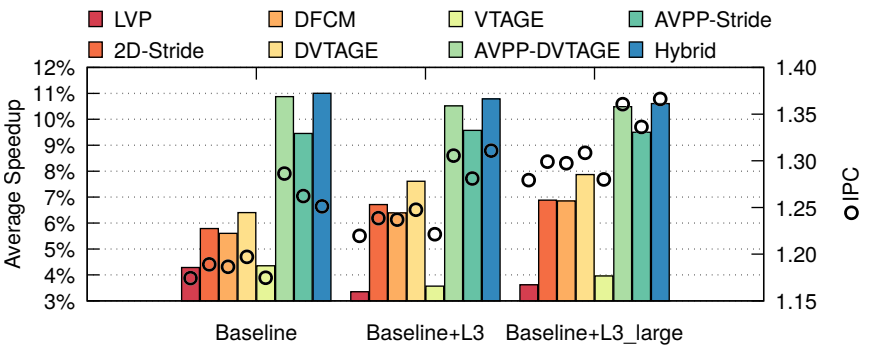 LVP DFCM VTAGE AVPP-Stride
2D-Stride DVTAGE AVPP-DVTAGE Hybrid
12% 1.40
11%
1.35
10%
9%
1.30
8%
7%
1.25
6%
5%
1.20
4%
3% 1.15
Average Speedup
IPC
Baseline Baseline+L3 Baseline+L3_large